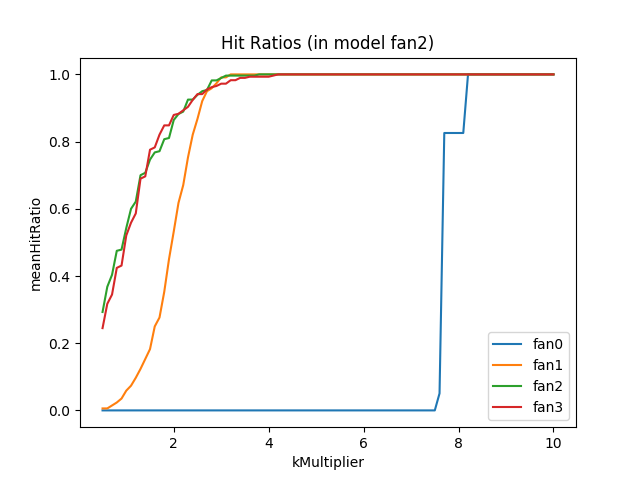 Hit Ratios (in model fan2)
meanHitRatio
1.0
0.8
0.6
0.4
0.2
0.0
2
4
6
8
10
kMultiplier
fan0
fan1
fan2
fan3